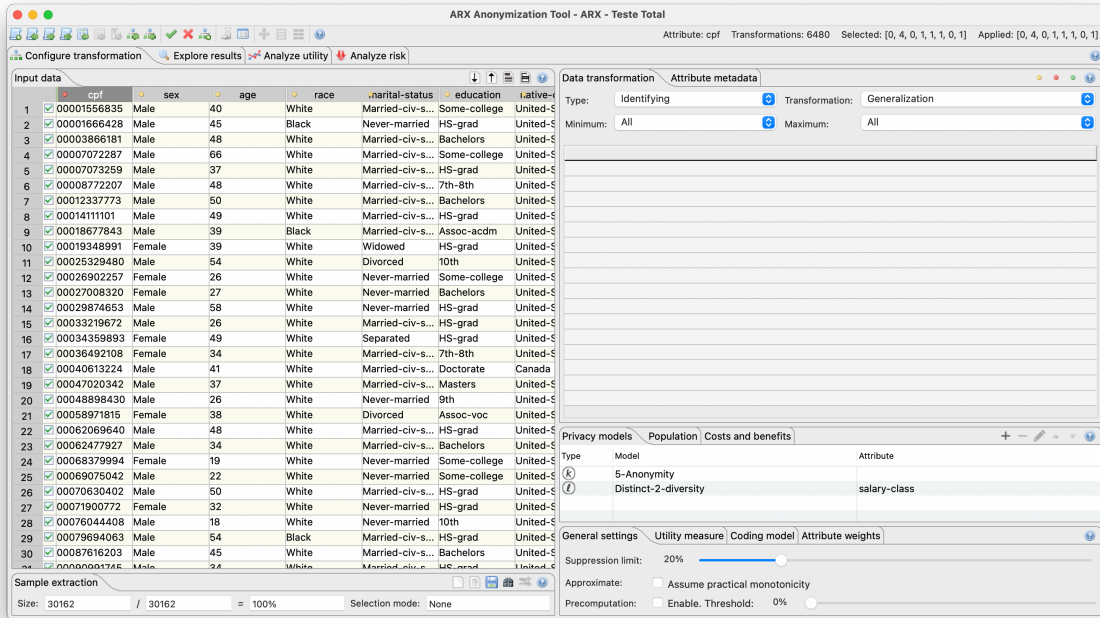 ARX Anonymization Tool - ARX - Teste Total
Attribute: cpf Transformations: 6480 Selected: [0, 4, 0, 1, 1, 1, 0, 1] Applied: [0, 4, 0, 1, 1, 1, 0, 1]
Configure transformation Explore results Analyze utility Analyze risk
Input data
cpf sex age race marital-status education native-c
1 00001556835 Male 40 White Married-civ-s... Some-college United-S
2 00001666428 Male 45 Black Never-married HS-grad United-S
3 00003866181 Male 48 White Married-civ-s... Bachelors United-S
4 00007072287 Male 66 White Married-civ-s... Some-college United-S
5 00007073259 Male 37 White Married-civ-s... HS-grad United-S
6 00008772207 Male 48 White Married-civ-s... 7th-8th United-S
7 00012337773 Male 50 White Married-civ-s... Bachelors United-S
8 00014111101 Male 49 White Married-civ-s... HS-grad United-S
9 00018677843 Male 39 Black Married-civ-s... Assoc-acdm United-S
10 00019348991 Female 39 White Widowed HS-grad United-S
11 00025329480 Male 54 White Divorced 10th United-S
12 00026902257 Female 26 White Never-married Some-college United-S
13 00027008320 Female 27 White Never-married Bachelors United-S
14 00029874653 Male 58 White Never-married HS-grad United-S
15 00033219672 Male 26 White Married-civ-s... HS-grad United-S
16 00034359893 Female 49 White Separated HS-grad United-S
17 00036492108 Female 34 White Married-civ-s... 7th-8th United-S
18 00040613224 Male 41 White Married-civ-s... Doctorate Canada
19 00047020342 Male 37 White Married-civ-s... Masters United-S
20 00048898430 Male 26 White Never-married 9th United-S
21 00058971815 Female 38 White Divorced Assoc-voc United-S
22 00062069640 Male 48 White Married-civ-s... HS-grad United-S
23 00062477927 Male 34 White Married-civ-s... Bachelors United-S
24 00068379994 Female 19 White Never-married Some-college United-S
25 00069075042 Male 22 White Never-married Some-college United-S
26 00070630402 Male 50 White Married-civ-s... HS-grad United-S
27 00071900772 Female 32 White Never-married HS-grad United-S
28 00076044408 Male 18 White Never-married 10th United-S
29 00079694063 Male 54 Black Married-civ-s... HS-grad United-S
30 00087616203 Male 45 White Married-civ-s... Bachelors United-S
31 00090991745 Male 34 White Married-civ-s... HS-grad United-S
Sample extraction
Size: 30162 / 30162 = 100% Selection mode: None
Data transformation Attribute metadata
Type: Identifying Transformation: Generalization
Minimum: All Maximum: All
Privacy models Population Costs and benefits
Type Model Attribute
k 5-Anonymity
ℓ Distinct-2-diversity salary-class
General settings Utility measure Coding model Attribute weights
Suppression limit: 20%
Approximate: Assume practical monotonicity
Precomputation: Enable. Threshold: 0%